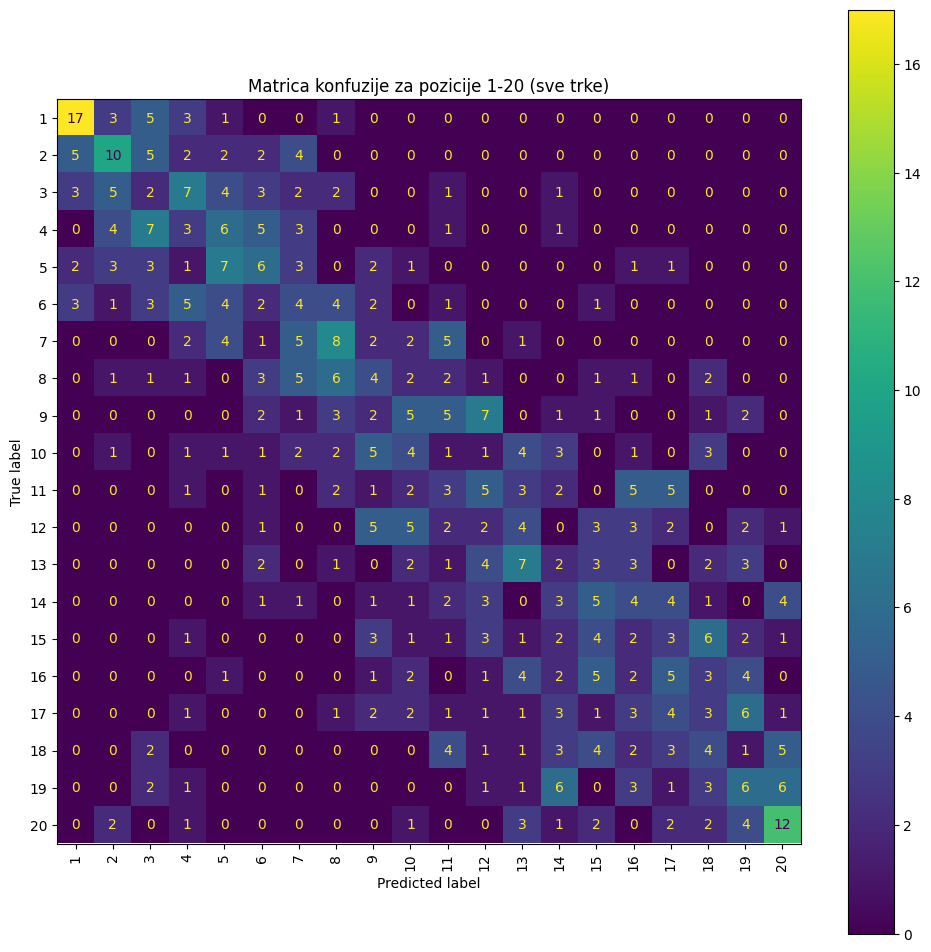 Matrica konfuzije za pozicije 1-20 (sve trke)
True label
1 17 3 5 3 1 0 0 1 0 0 0 0 0 0 0 0 0 0 0 0
2 5 10 5 2 2 2 4 0 0 0 0 0 0 0 0 0 0 0 0 0
3 3 5 2 7 4 3 2 2 0 0 1 0 0 1 0 0 0 0 0 0
4 0 4 7 3 6 5 3 0 0 0 1 0 0 1 0 0 0 0 0 0
5 2 3 3 1 7 6 3 0 2 1 0 0 0 0 0 1 1 0 0 0
6 3 1 3 5 4 2 4 4 2 0 1 0 0 0 1 0 0 0 0 0
7 0 0 0 2 4 1 5 8 2 2 5 0 1 0 0 0 0 0 0 0
8 0 1 1 1 0 3 5 6 4 2 2 1 0 0 1 1 0 2 0 0
9 0 0 0 0 0 2 1 3 2 5 5 7 0 1 1 0 0 1 2 0
10 0 1 0 1 1 1 2 2 5 4 1 1 4 3 0 1 0 3 0 0
11 0 0 0 1 0 1 0 2 1 2 3 5 3 2 0 5 5 0 0 0
12 0 0 0 0 0 1 0 0 5 5 2 2 4 0 3 3 2 0 2 1
13 0 0 0 0 0 2 0 1 0 2 1 4 7 2 3 3 0 2 3 0
14 0 0 0 0 0 1 1 0 1 1 2 3 0 3 5 4 4 1 0 4
15 0 0 0 1 0 0 0 0 3 1 1 3 1 2 4 2 3 6 2 1
16 0 0 0 0 1 0 0 0 1 2 0 1 4 2 5 2 5 3 4 0
17 0 0 0 1 0 0 0 1 2 2 1 1 1 3 1 3 4 3 6 1
18 0 0 2 0 0 0 0 0 0 0 4 1 1 3 4 2 3 4 1 5
19 0 0 2 1 0 0 0 0 0 0 0 1 1 6 0 3 1 3 6 6
20 0 2 0 1 0 0 0 0 0 1 0 0 3 1 2 0 2 2 4 12
1 2 3 4 5 6 7 8 9 10 11 12 13 14 15 16 17 18 19 20
Predicted label
16
14
12
10
8
6
4
2
0